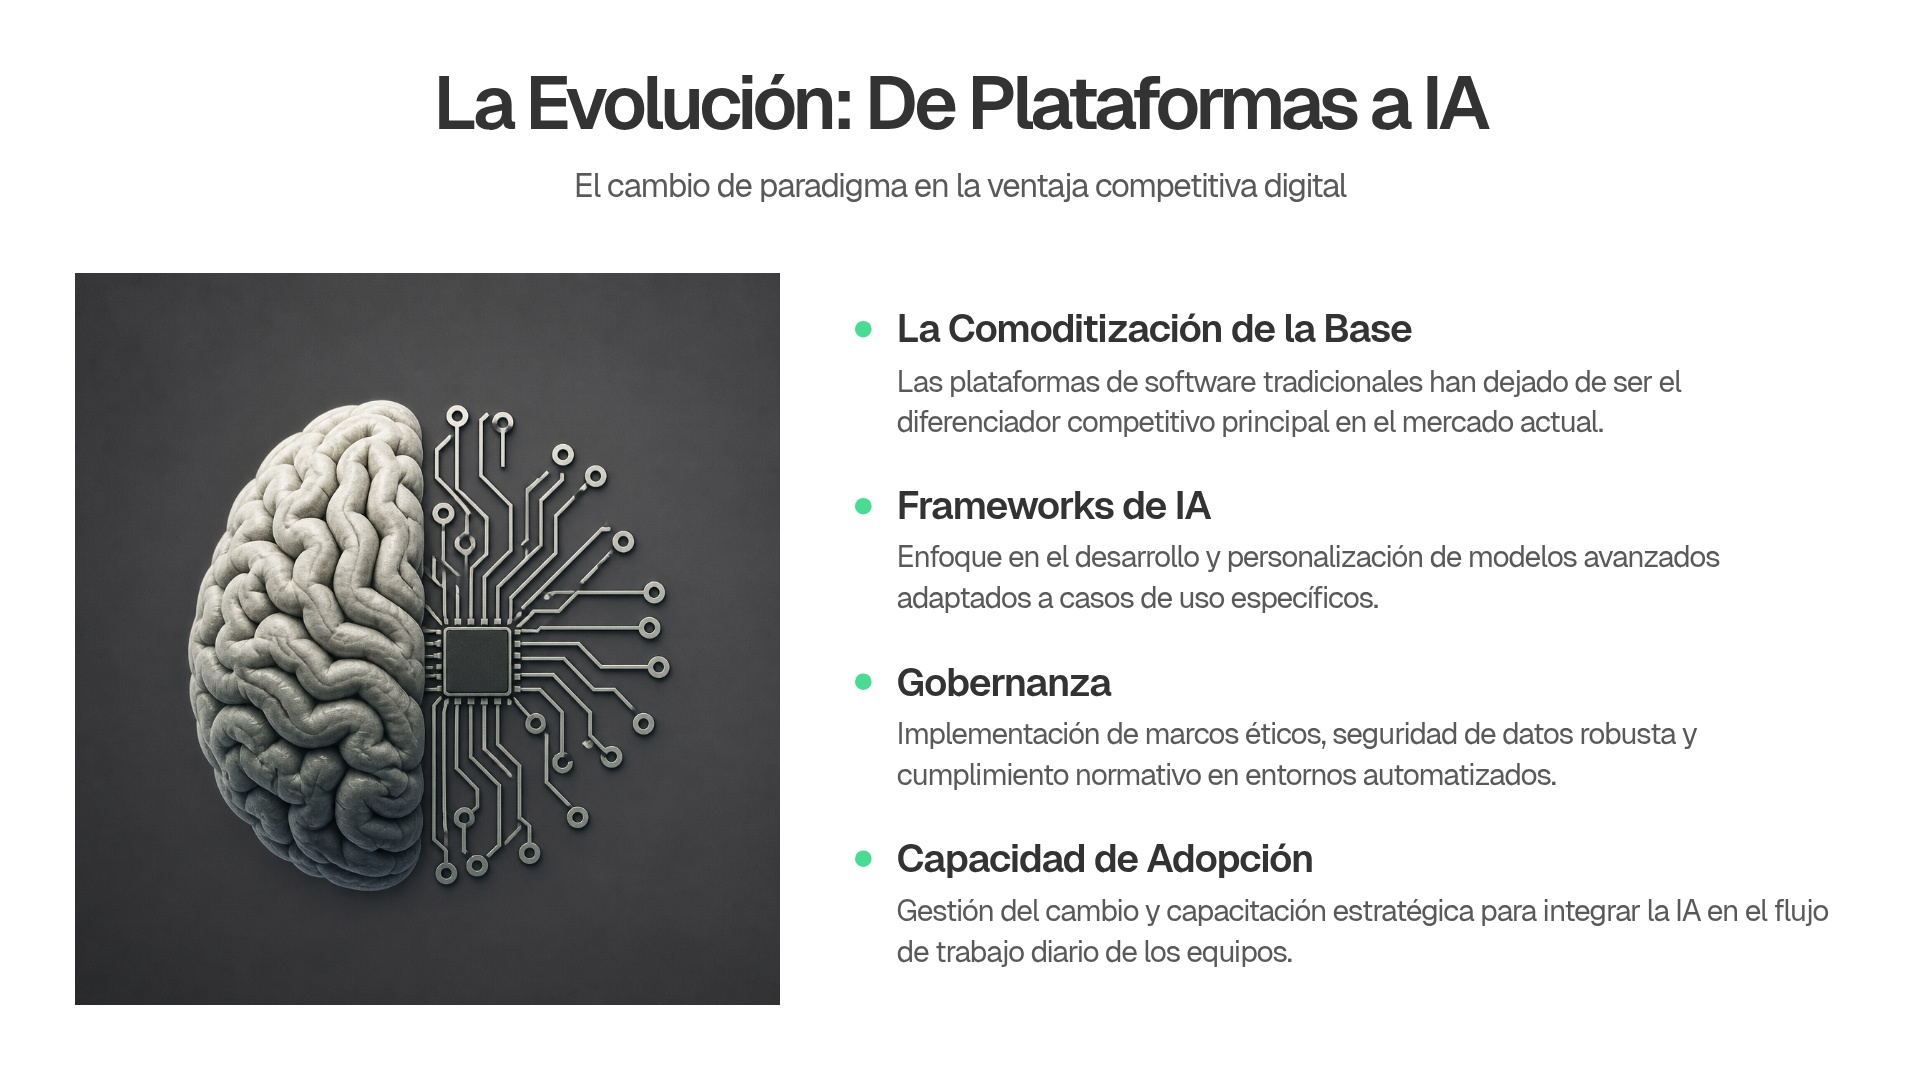 La Evolución: De Plataformas a IA
El cambio de paradigma en la ventaja competitiva digital
La Comoditización de la Base
Las plataformas de software tradicionales han dejado de ser el
diferenciador competitivo principal en el mercado actual.
Frameworks de IA
Enfoque en el desarrollo y personalización de modelos avanzados
adaptados a casos de uso específicos.
Gobernanza
Implementación de marcos éticos, seguridad de datos robusta y
cumplimiento normativo en entornos automatizados.
Capacidad de Adopción
Gestión del cambio y capacitación estratégica para integrar la IA en el flujo
de trabajo diario de los equipos.